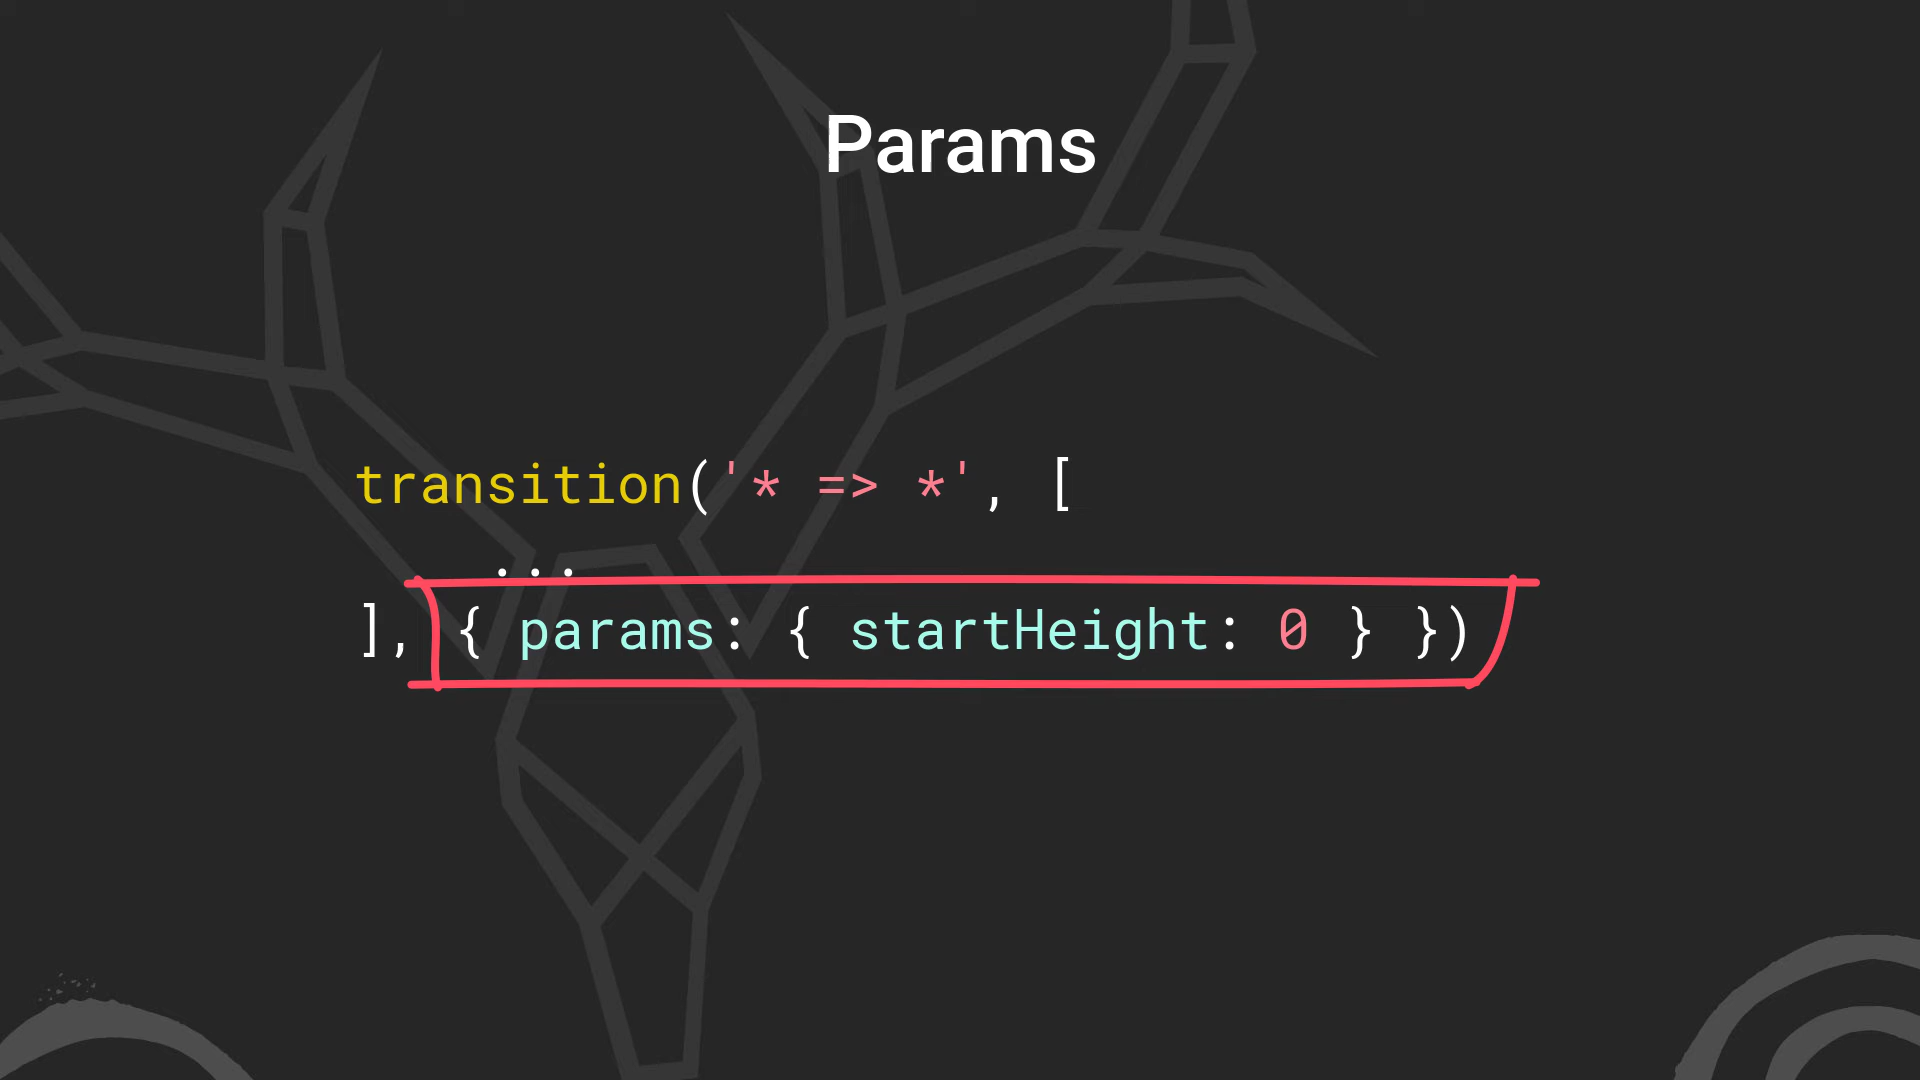 Params
transition('* => *', [
...
], { params: { startHeight: 0 } })